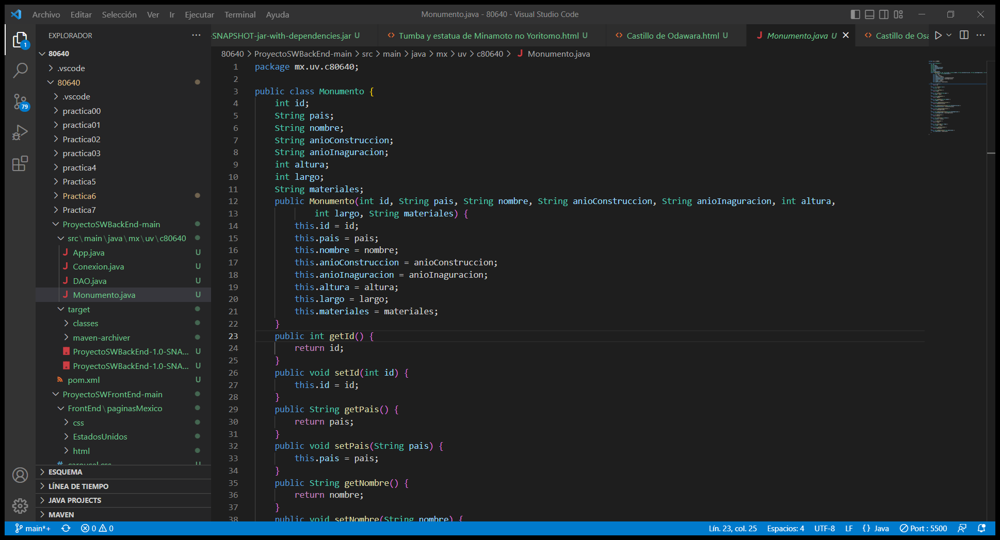 Archivo Editar Selección Ver Ir Ejecutar Terminal Ayuda
Monumento.java - 80640 - Visual Studio Code
EXPLORADOR
1
79
80640
.vscode
80640
.vscode
practica00
practica01
Practica02
practica03
practica4
Practica5
Practica6
Practica7
ProyectoSWBackEnd-main
src\main\java\mx\uv\c80640
App.java U
Conexion.java U
DAO.java U
Monumento.java U
target
classes
maven-archiver
ProyectoSWBackEnd-1.0-SNA... U
ProyectoSWBackEnd-1.0-SNA... U
pom.xml U
ProyectoSWFrontEnd-main
FrontEnd\paginasMexico
css
EstadosUnidos
html
# carousel.css U
ESQUEMA
LÍNEA DE TIEMPO
JAVA PROJECTS
MAVEN
-SNAPSHOT-jar-with-dependencies.jar U
<> Tumba y estatua de Minamoto no Yoritomo.html U
<> Castillo de Odawara.html U
J Monumento.java U
<> Castillo de Osa
80640 > ProyectoSWBackEnd-main > src > main > java > mx > uv > c80640 > J Monumento.java
1 package mx.uv.c80640;
2
3 public class Monumento {
4 int id;
5 String pais;
6 String nombre;
7 String anioConstruccion;
8 String anioInaguracion;
9 int altura;
10 int largo;
11 String materiales;
12 public Monumento(int id, String pais, String nombre, String anioConstruccion, String anioInaguracion, int altura,
13 int largo, String materiales) {
14 this.id = id;
15 this.pais = pais;
16 this.nombre = nombre;
17 this.anioConstruccion = anioConstruccion;
18 this.anioInaguracion = anioInaguracion;
19 this.altura = altura;
20 this.largo = largo;
21 this.materiales = materiales;
22 }
23 public int getId() {
24 return id;
25 }
26 public void setId(int id) {
27 this.id = id;
28 }
29 public String getPais() {
30 return pais;
31 }
32 public void setPais(String pais) {
33 this.pais = pais;
34 }
35 public String getNombre() {
36 return nombre;
37 }
38 public void setNombre(String nombre) {
main*+ 0 0
Lín. 23, col. 25 Espacios: 4 UTF-8 LF {} Java Port : 5500